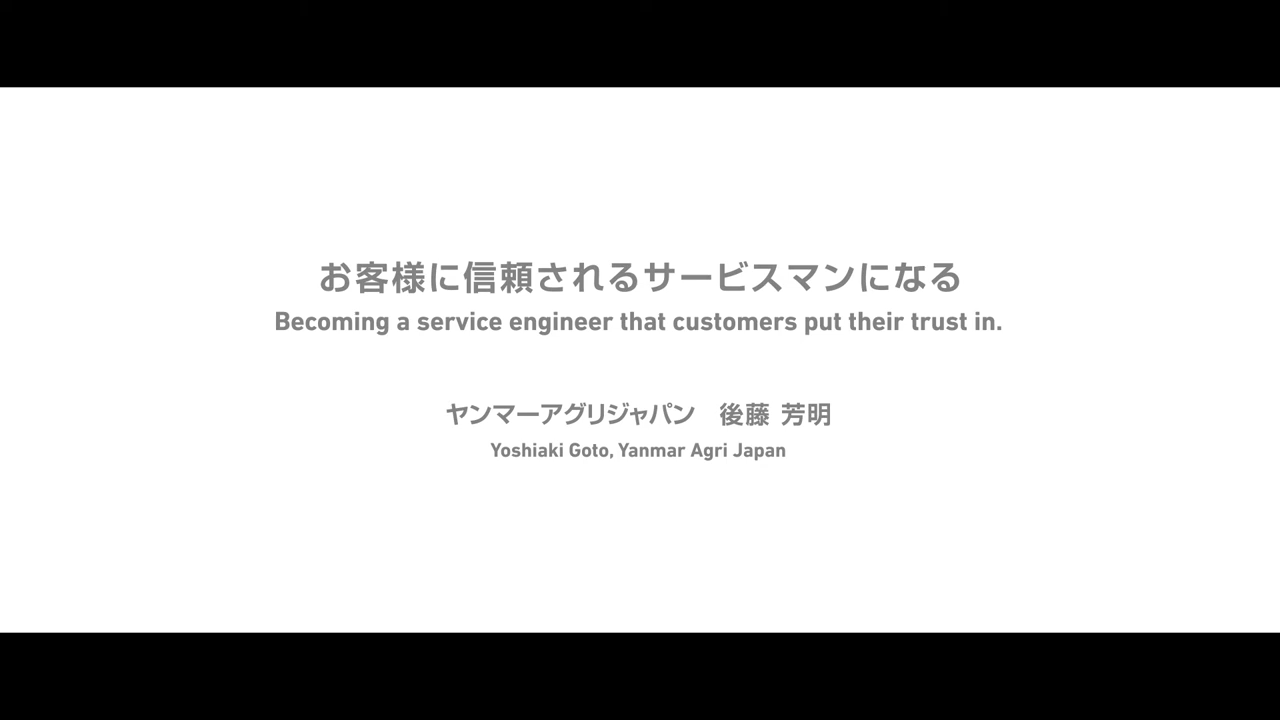 お客様に信頼されるサービスマンになる
Becoming a service engineer that customers put their trust in.
ヤンマーアグリジャパン　後藤 芳明
Yoshiaki Goto, Yanmar Agri Japan